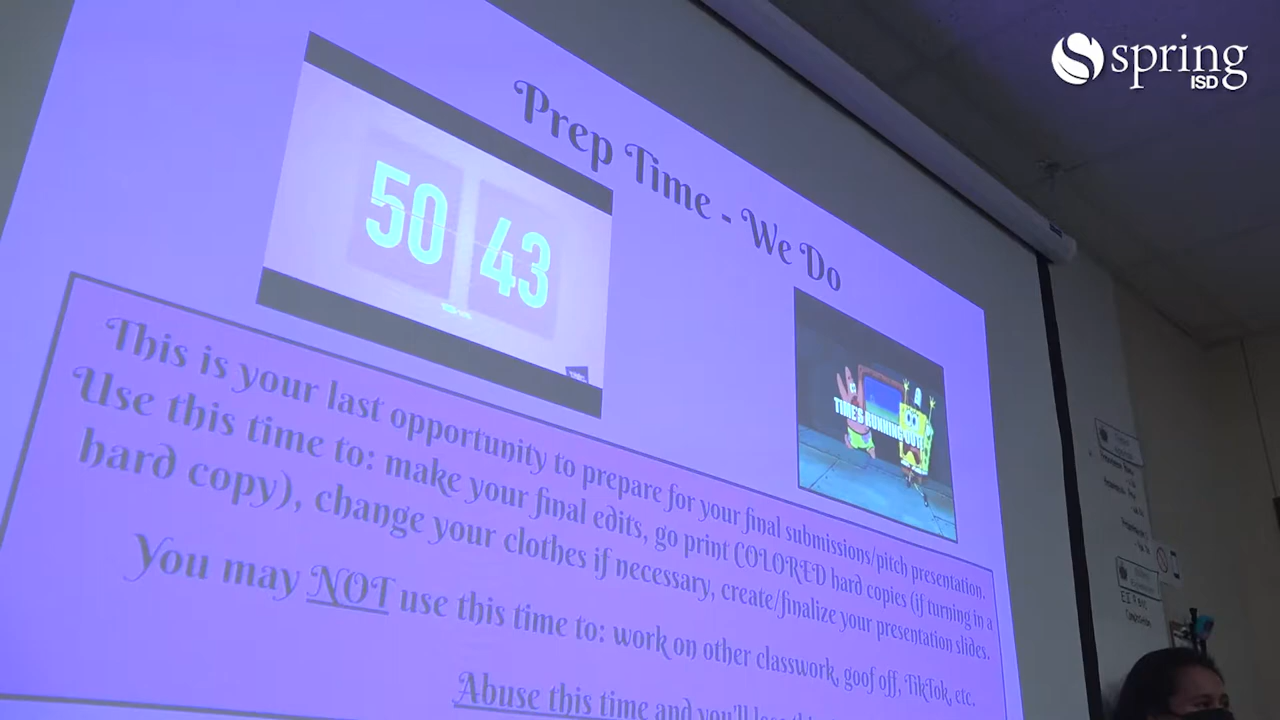 spring
ISD
Prep Time - We Do
50 43
TIME'S RUNNING OUT!
This is your last opportunity to prepare for your final submissions/pitch presentation.
Use this time to: make your final edits, go print COLORED hard copies (if turning in a
hard copy), change your clothes if necessary, create/finalize your presentation slides.
You may NOT use this time to: work on other classwork, goof off, TikTok, etc.
Abuse this time and you'll lose